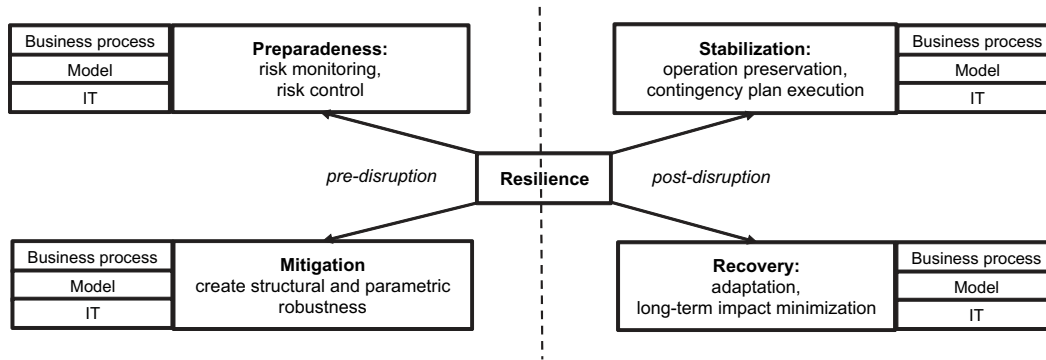 Business process
Model
IT
Preparadeness:
risk monitoring,
risk control
Stabilization:
operation preservation,
contingency plan execution
Business process
Model
IT
pre-disruption
Resilience
post-disruption
Business process
Model
IT
Mitigation
create structural and parametric
robustness
Recovery:
adaptation,
long-term impact minimization
Business process
Model
IT